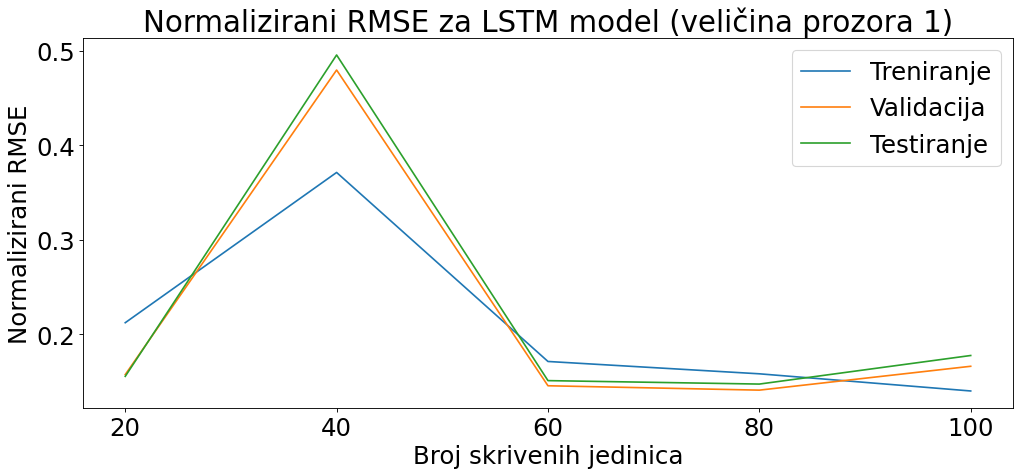 Normalizirani RMSE za LSTM model (veličina prozora 1)
Normalizirani RMSE
0.5
0.4
0.3
0.2
Treniranje
Validacija
Testiranje
20 40 60 80 100
Broj skrivenih jedinica